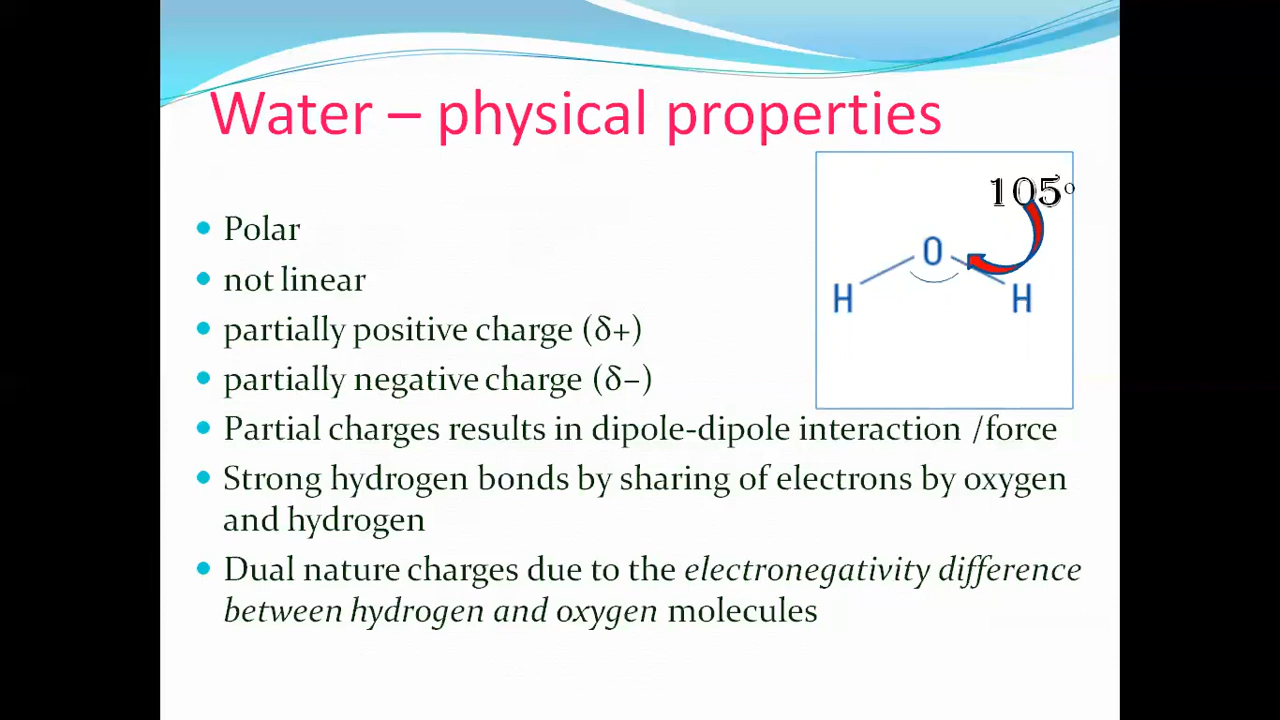 Water – physical properties
105°
O
H H
• Polar
• not linear
• partially positive charge (δ+)
• partially negative charge (δ–)
• Partial charges results in dipole-dipole interaction /force
• Strong hydrogen bonds by sharing of electrons by oxygen
and hydrogen
• Dual nature charges due to the electronegativity difference
between hydrogen and oxygen molecules